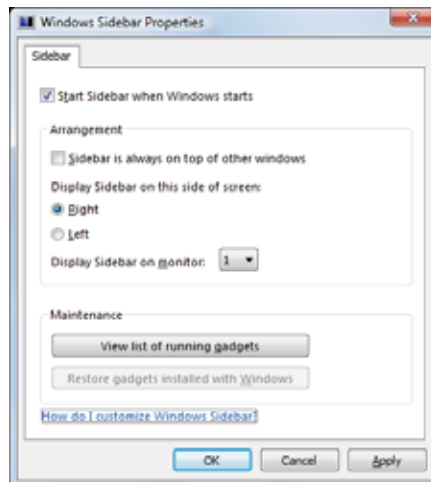 Windows Sidebar Properties
Sidebar
Start Sidebar when Windows starts
Arrangement
Sidebar is always on top of other windows
Display Sidebar on this side of screen:
Right
Left
Display Sidebar on monitor: 1
Maintenance
View list of running gadgets
Restore gadgets installed with Windows
How do I customize Windows Sidebar?
OK Cancel Apply